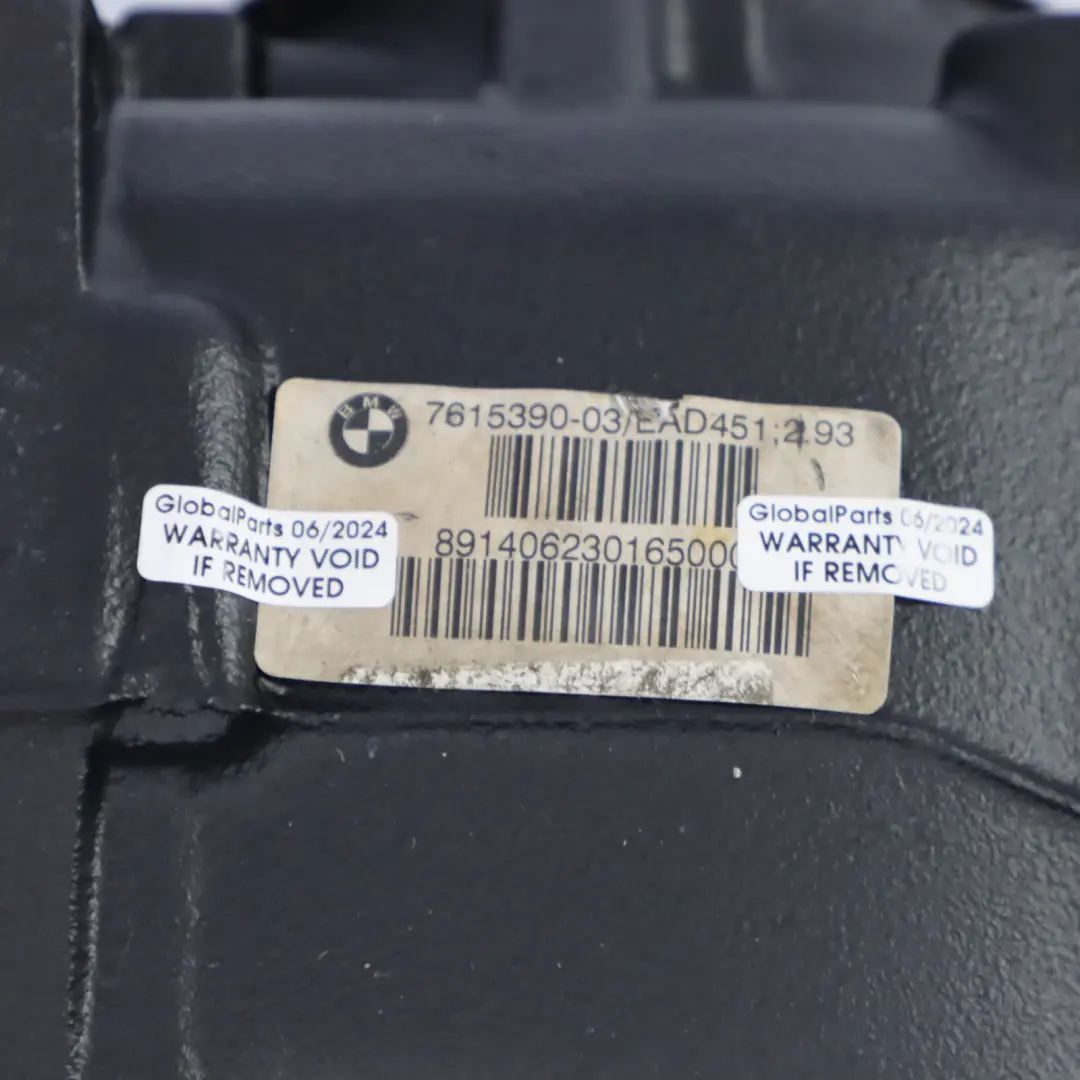 BMW
7615390-03/EAD451;2.93
GlobalParts 06/2024
WARRANTY VOID
IF REMOVED
891406230165000
GlobalParts 06/2024
WARRANTY VOID
IF REMOVED